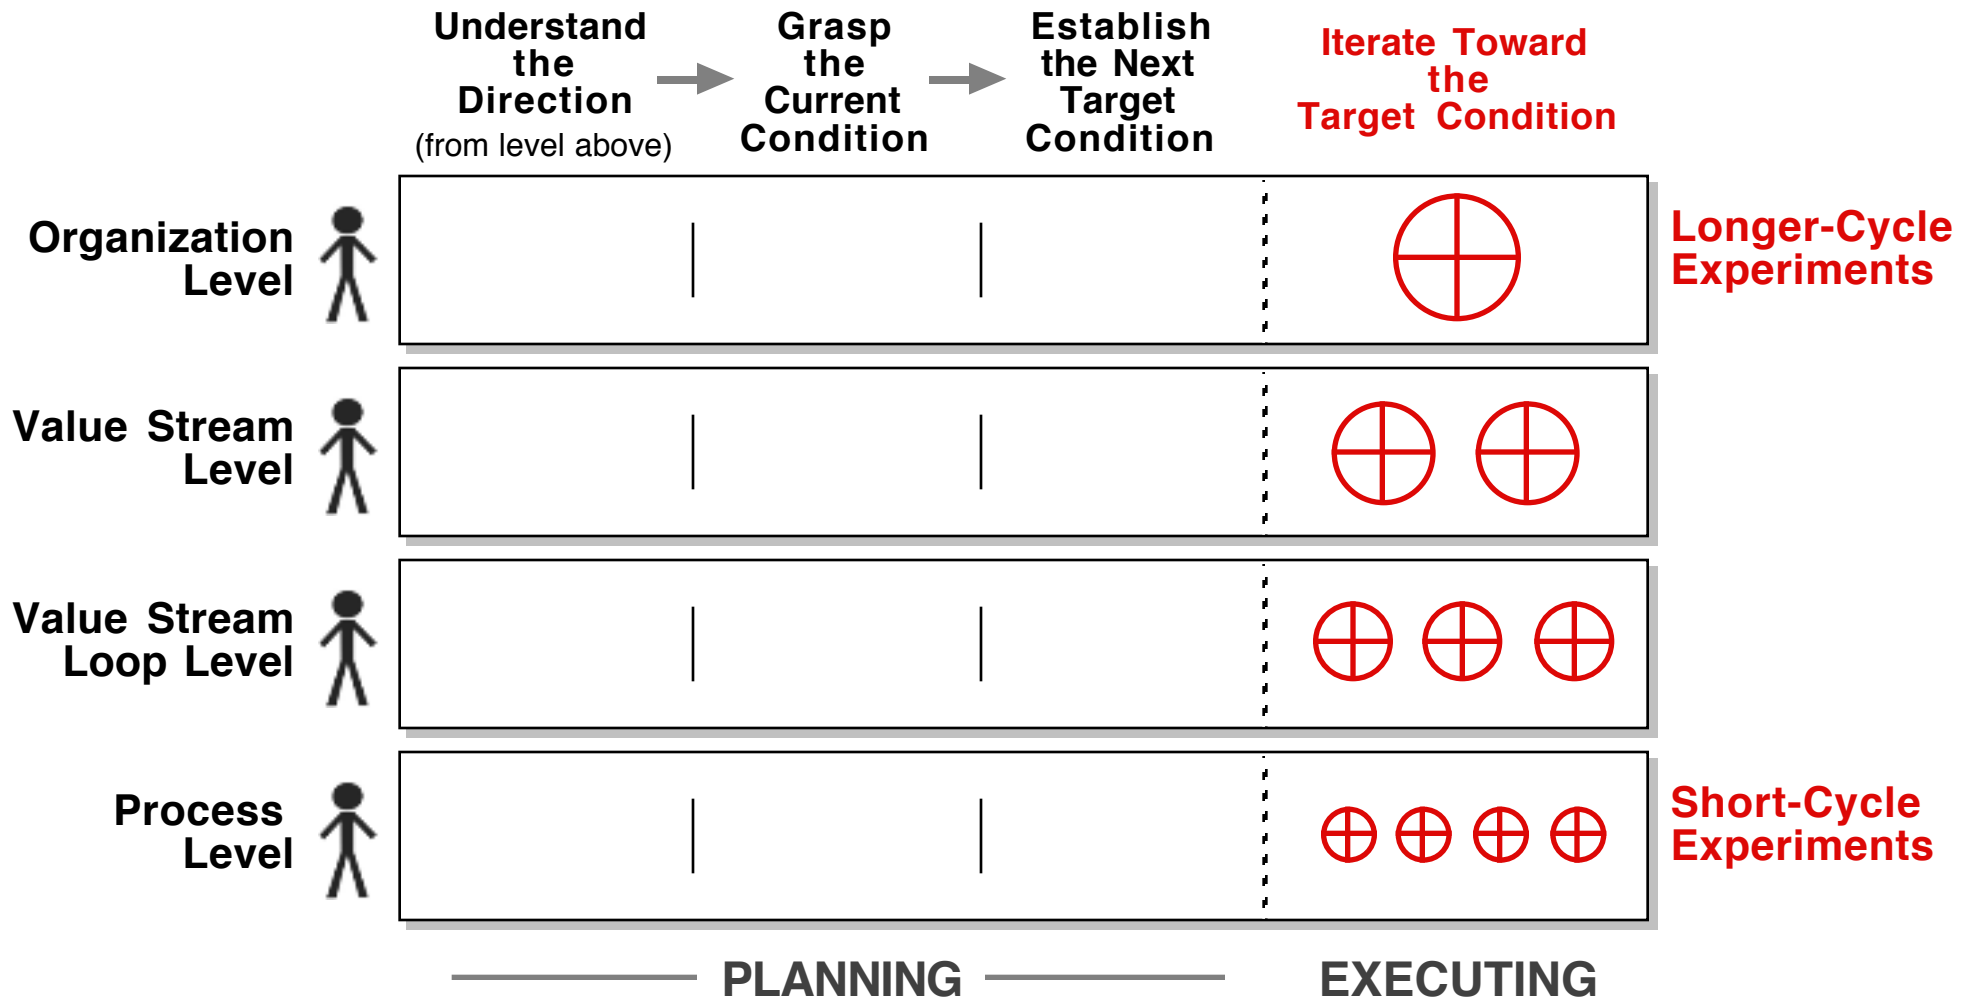 Understand
the
Direction
(from level above)
Grasp
the
Current
Condition
Establish
the Next
Target
Condition
Iterate Toward
the
Target Condition
Organization
Level
Longer-Cycle
Experiments
Value Stream
Level
Value Stream
Loop Level
Process
Level
Short-Cycle
Experiments
PLANNING
EXECUTING